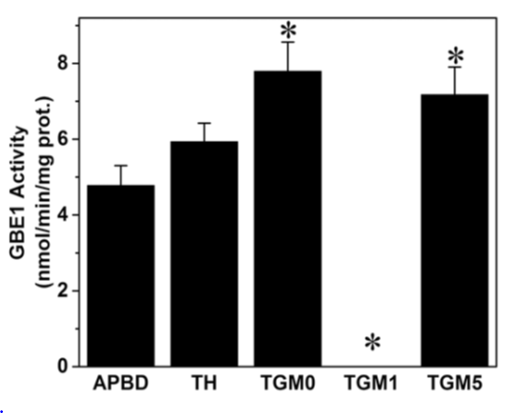 GBE1 Activity
(nmol/min/mg prot.)
8
6
4
2
0
*
*
*
APBD TH TGM0 TGM1 TGM5